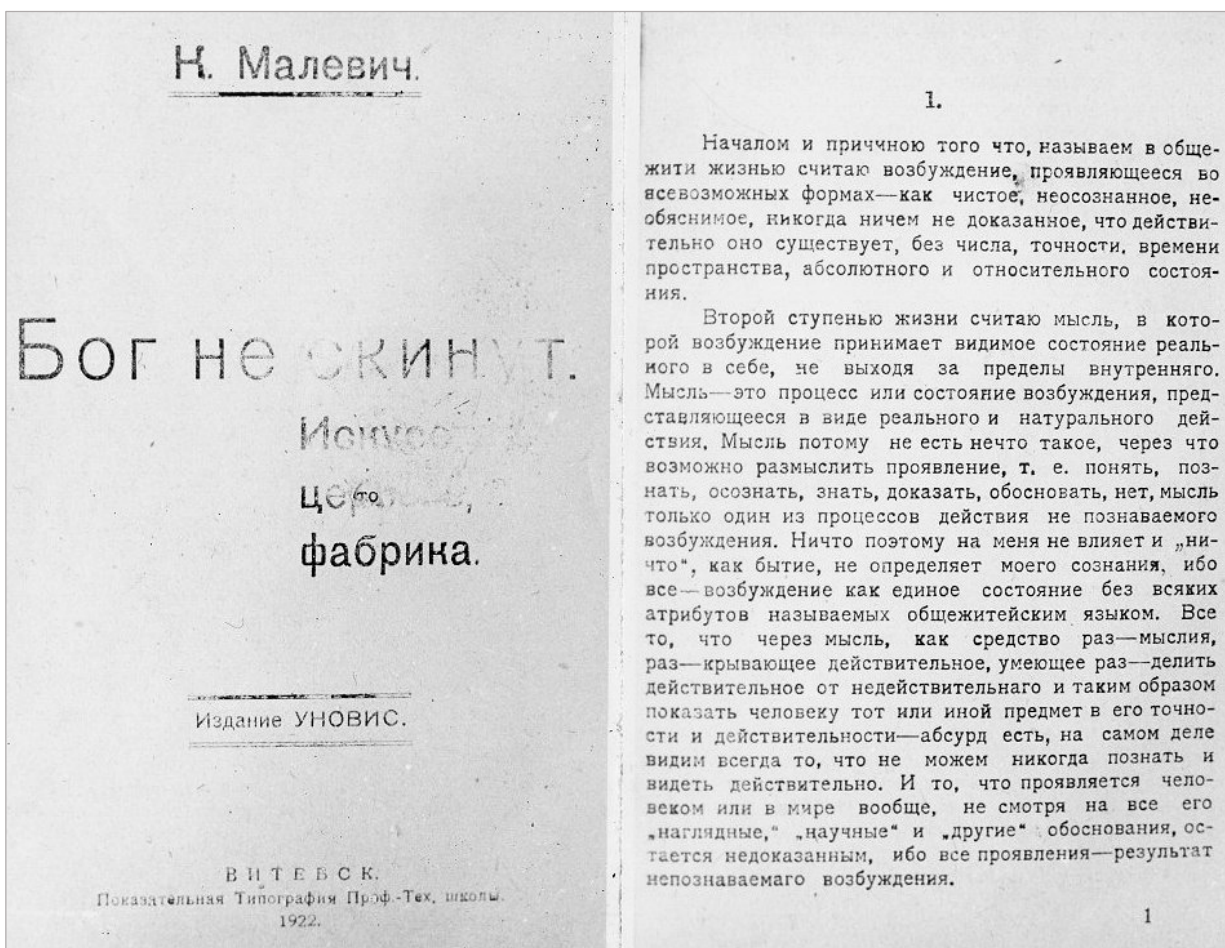 К. Малевич.
Бог не скинут.
Искусство,
церковь,
фабрика.
Издание УНОВИС.
ВИТЕБСК.
Показательная Типография Проф.-Тех. школы.
1922.
1.
Началом и причиною того что, называем в обще-
жити жизнью считаю возбуждение, проявляющееся во
всевозможных формах—как чистое, неосознанное, не-
обяснимое, никогда ничем не доказанное, что действи-
тельно оно существует, без числа, точности, времени
пространства, абсолютного и относительного состоя-
ния.
Второй ступенью жизни считаю мысль, в кото-
рой возбуждение принимает видимое состояние реаль-
ного в себе, не выходя за пределы внутренняго.
Мысль—это процесс или состояние возбуждения, пред-
ставляющееся в виде реального и натурального дей-
ствия, Мысль потому не есть нечто такое, через что
возможно размыслить проявление, т. е. понять, поз-
нать, осознать, знать, доказать, обосновать, нет, мысль
только один из процессов действия не познаваемого
возбуждения. Ничто поэтому на меня не влияет и „ни-
что“, как бытие, не определяет моего сознания, ибо
все—возбуждение как единое состояние без всяких
атрибутов называемых общежитейским языком. Все
то, что через мысль, как средство раз—мыслия,
раз—крывающее действительное, умеющее раз—делить
действительное от недействительнаго и таким образом
показать человеку тот или иной предмет в его точно-
сти и действительности—абсурд есть, на самом деле
видим всегда то, что не можем никогда познать и
видеть действительно. И то, что проявляется чело-
веком или в мире вообще, не смотря на все его
„наглядные,“ „научные“ и „другие“ обоснования, ос-
тается недоказанным, ибо все проявления—результат
непознаваемаго возбуждения.
1